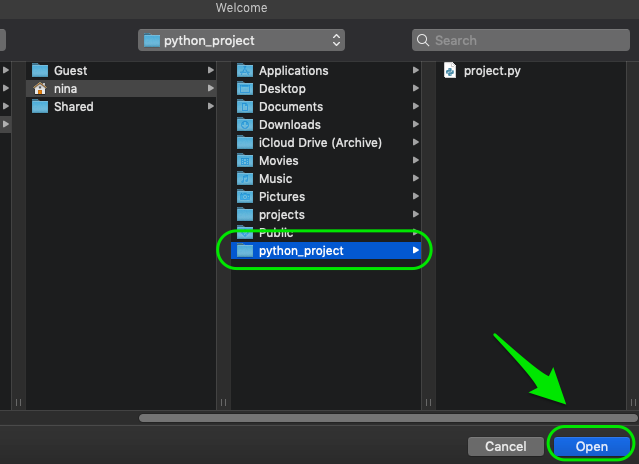 Welcome
python_project
Search
Guest
nina
Shared
Applications
Desktop
Documents
Downloads
iCloud Drive (Archive)
Movies
Music
Pictures
projects
Public
python_project
project.py
Cancel
Open